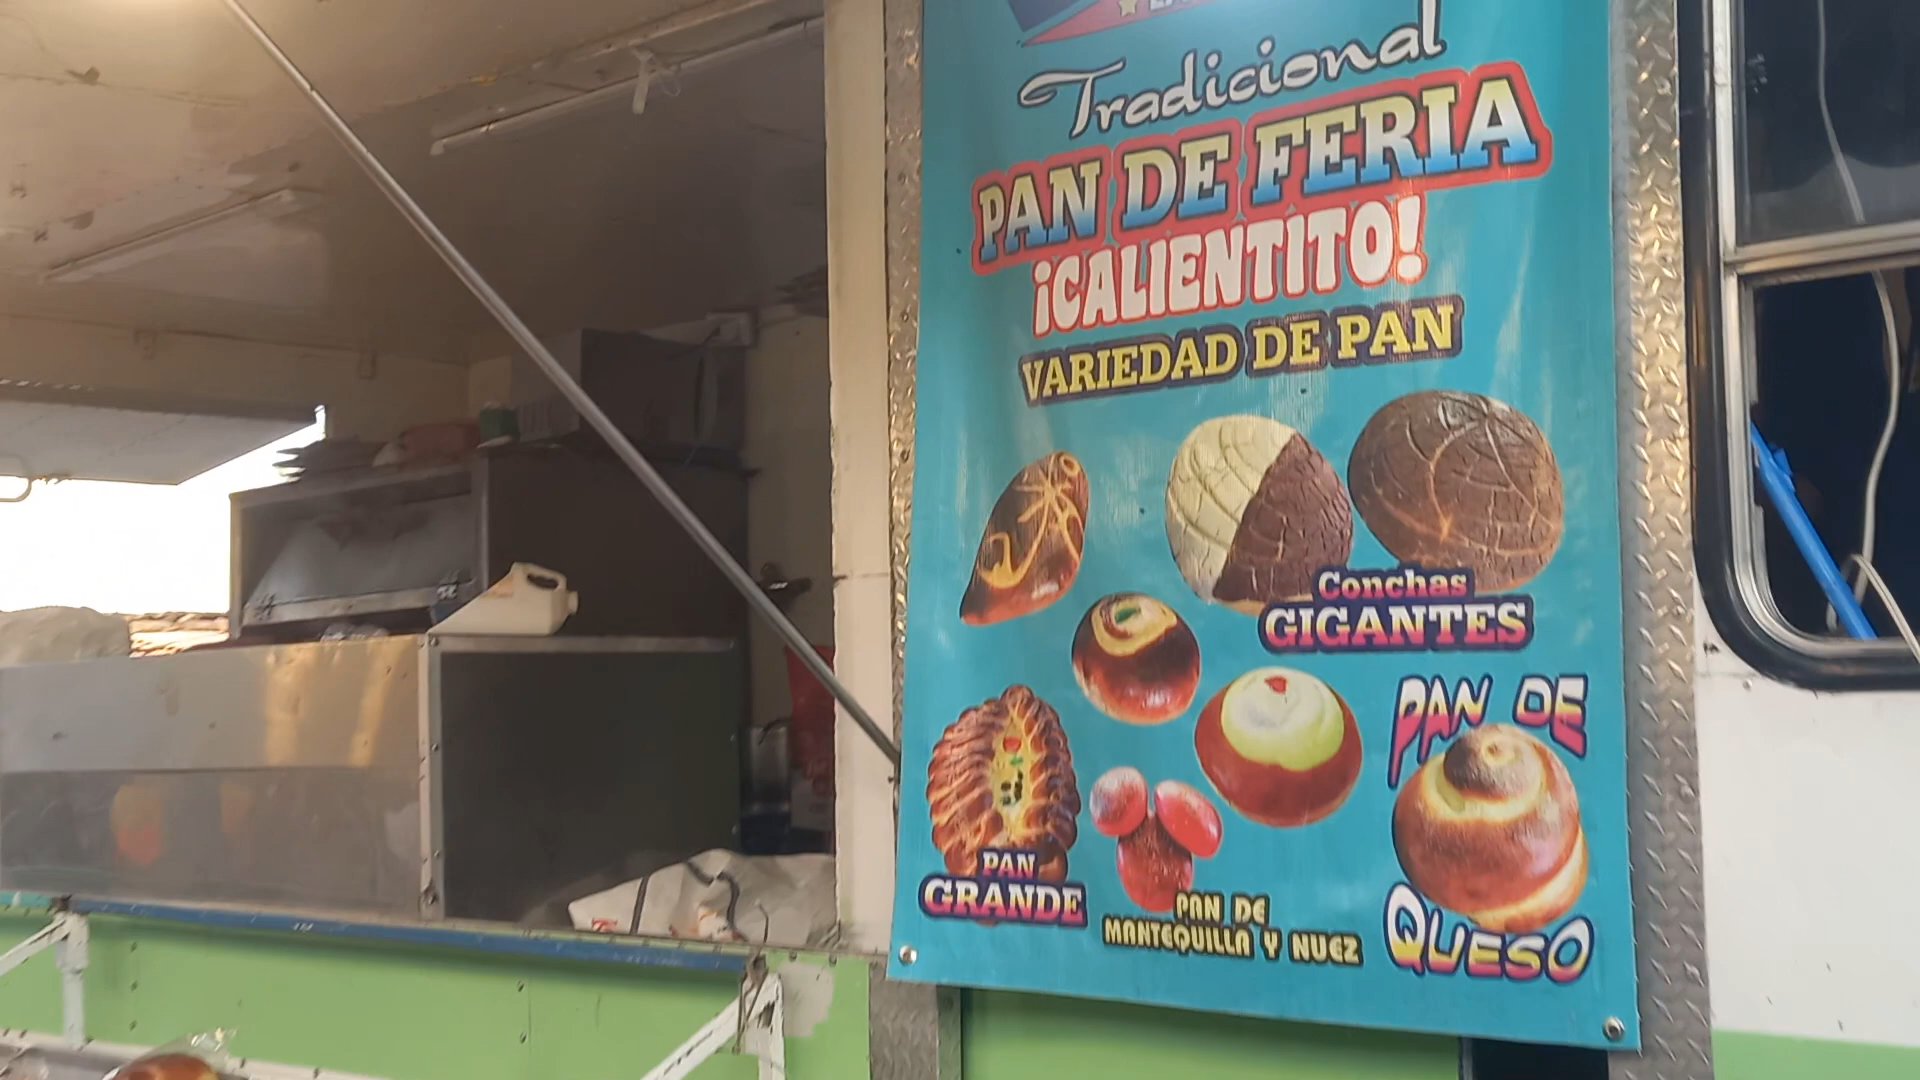 Tradicional
PAN DE FERIA
¡CALIENTITO!
VARIEDAD DE PAN
Conchas
GIGANTES
PAN DE
QUESO
PAN
GRANDE
PAN DE
MANTEQUILLA Y NUEZ